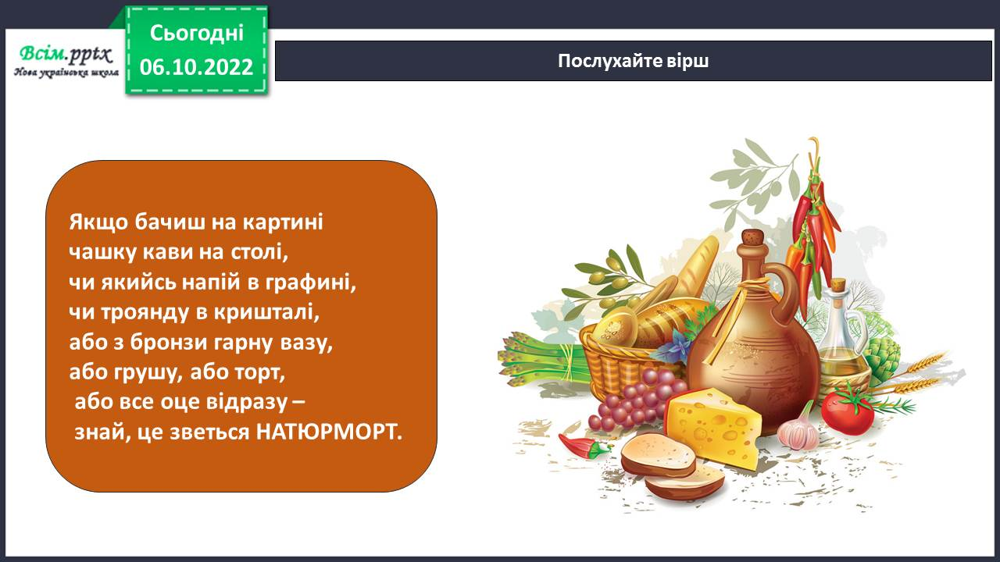 Всім.pptx
Нова українська школа
Сьогодні
06.10.2022
Послухайте вірш
Якщо бачиш на картині
чашку кави на столі,
чи якийсь напій в графині,
чи троянду в кришталі,
або з бронзи гарну вазу,
або грушу, або торт,
або все оце відразу –
знай, це зветься НАТЮРМОРТ.